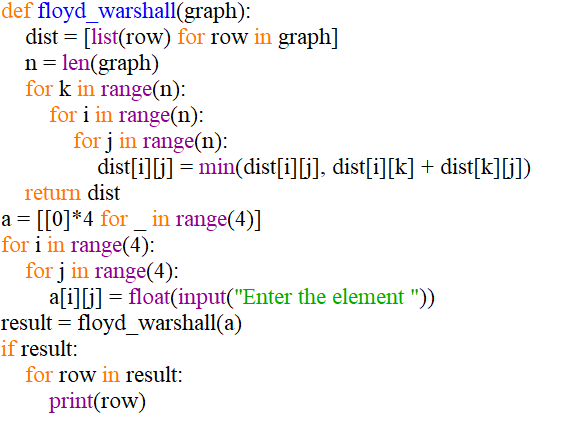 def floyd_warshall(graph):
    dist = [list(row) for row in graph]
    n = len(graph)
    for k in range(n):
        for i in range(n):
            for j in range(n):
                dist[i][j] = min(dist[i][j], dist[i][k] + dist[k][j])
    return dist
a = [[0]*4 for _ in range(4)]
for i in range(4):
    for j in range(4):
        a[i][j] = float(input("Enter the element "))
result = floyd_warshall(a)
if result:
    for row in result:
        print(row)